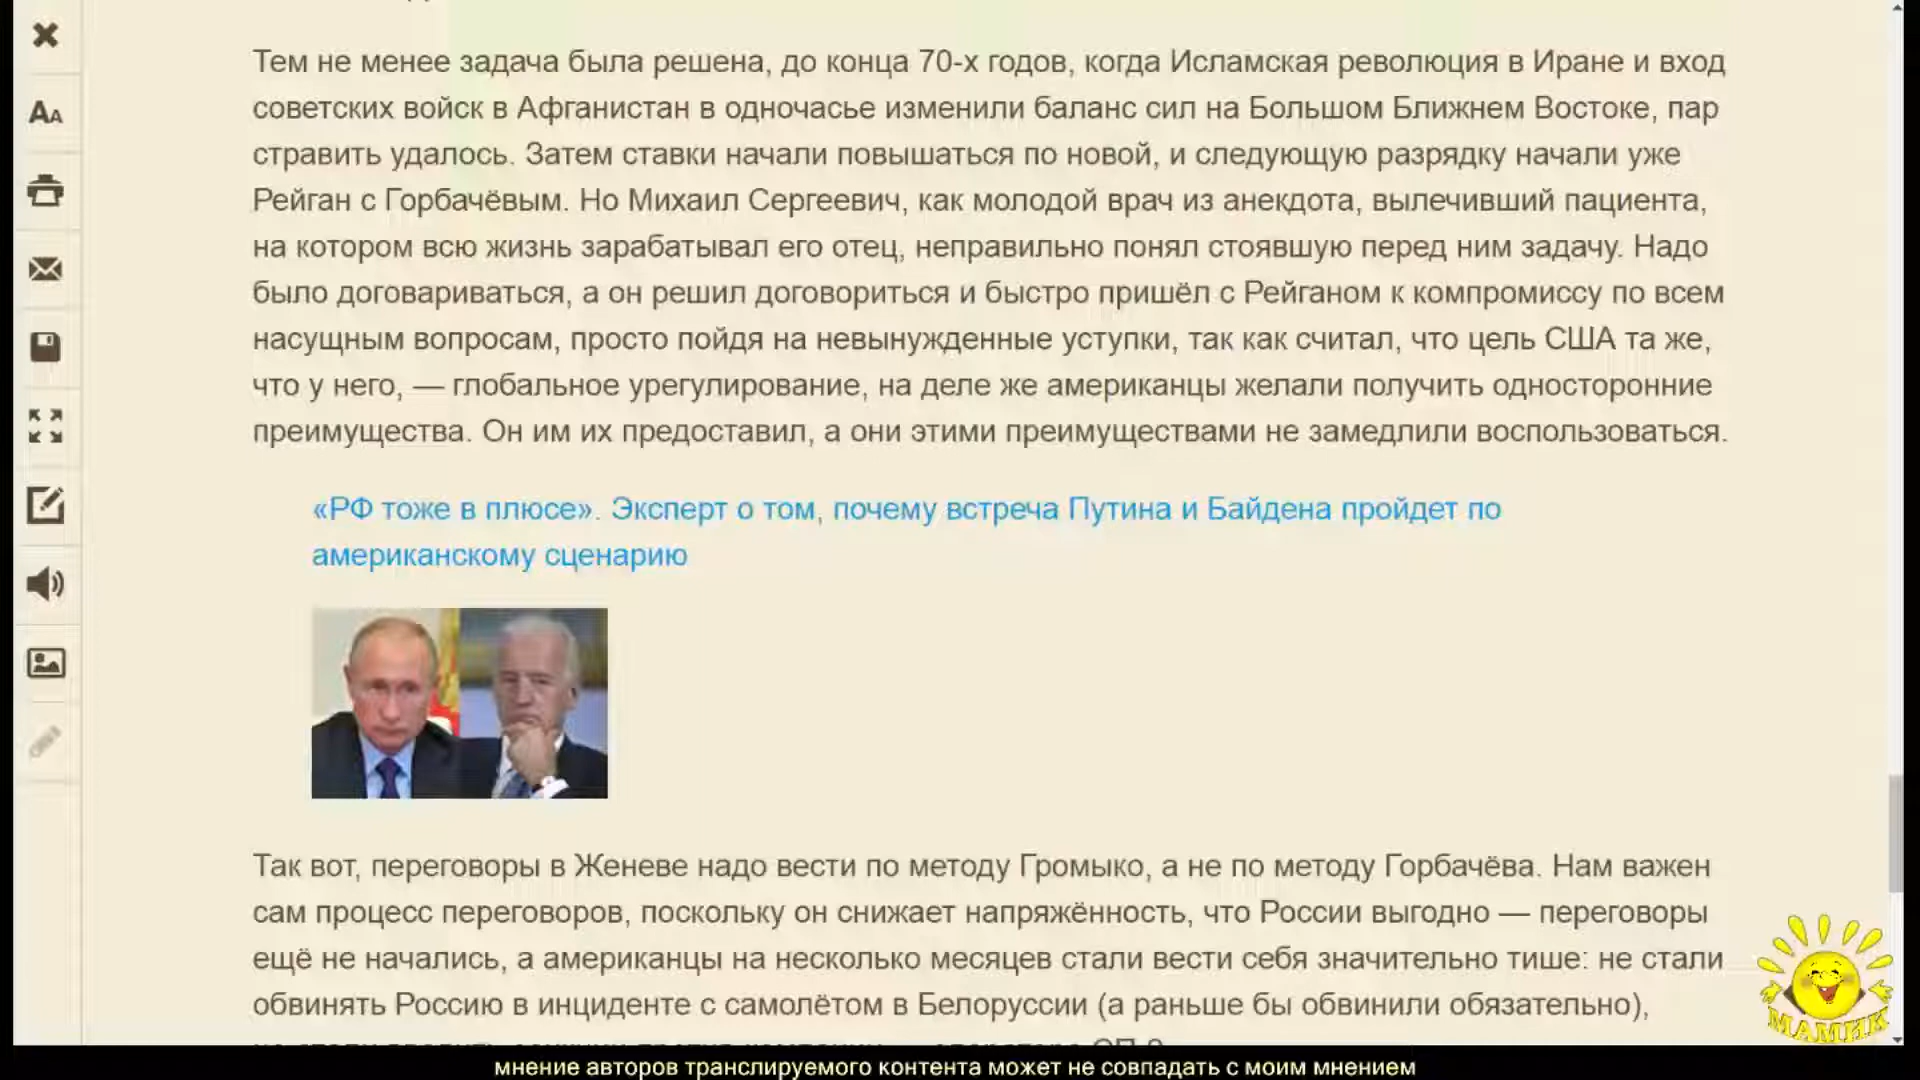 Тем не менее задача была решена, до конца 70-х годов, когда Исламская революция в Иране и вход
советских войск в Афганистан в одночасье изменили баланс сил на Большом Ближнем Востоке, пар
стравить удалось. Затем ставки начали повышаться по новой, и следующую разрядку начали уже
Рейган с Горбачёвым. Но Михаил Сергеевич, как молодой врач из анекдота, вылечивший пациента,
на котором всю жизнь зарабатывал его отец, неправильно понял стоявшую перед ним задачу. Надо
было договариваться, а он решил договориться и быстро пришёл с Рейганом к компромиссу по всем
насущным вопросам, просто пойдя на невынужденные уступки, так как считал, что цель США та же,
что у него, — глобальное урегулирование, на деле же американцы желали получить односторонние
преимущества. Он им их предоставил, а они этими преимуществами не замедлили воспользоваться.
«РФ тоже в плюсе». Эксперт о том, почему встреча Путина и Байдена пройдет по
американскому сценарию
Так вот, переговоры в Женеве надо вести по методу Громыко, а не по методу Горбачёва. Нам важен
сам процесс переговоров, поскольку он снижает напряжённость, что России выгодно — переговоры
ещё не начались, а американцы на несколько месяцев стали вести себя значительно тише: не стали
обвинять Россию в инциденте с самолётом в Белоруссии (а раньше бы обвинили обязательно),
МАМИК
мнение авторов транслируемого контента может не совпадать с моим мнением